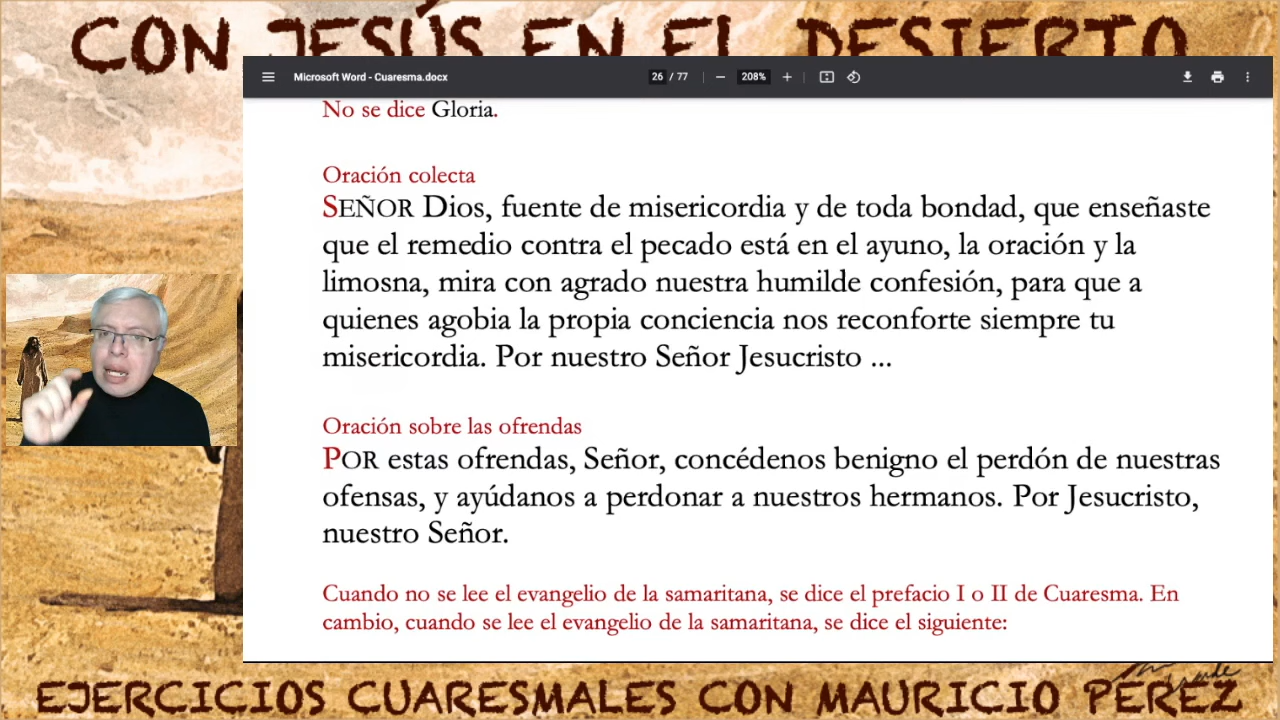 CON JESÚS EN EL DESIERTO
Microsoft Word - Cuaresma.docx
26 / 77
208%
No se dice Gloria.
Oración colecta
SEÑOR Dios, fuente de misericordia y de toda bondad, que enseñaste
que el remedio contra el pecado está en el ayuno, la oración y la
limosna, mira con agrado nuestra humilde confesión, para que a
quienes agobia la propia conciencia nos reconforte siempre tu
misericordia. Por nuestro Señor Jesucristo ...
Oración sobre las ofrendas
POR estas ofrendas, Señor, concédenos benigno el perdón de nuestras
ofensas, y ayúdanos a perdonar a nuestros hermanos. Por Jesucristo,
nuestro Señor.
Cuando no se lee el evangelio de la samaritana, se dice el prefacio I o II de Cuaresma. En
cambio, cuando se lee el evangelio de la samaritana, se dice el siguiente:
EJERCICIOS CUARESMALES CON MAURICIO PÉREZ